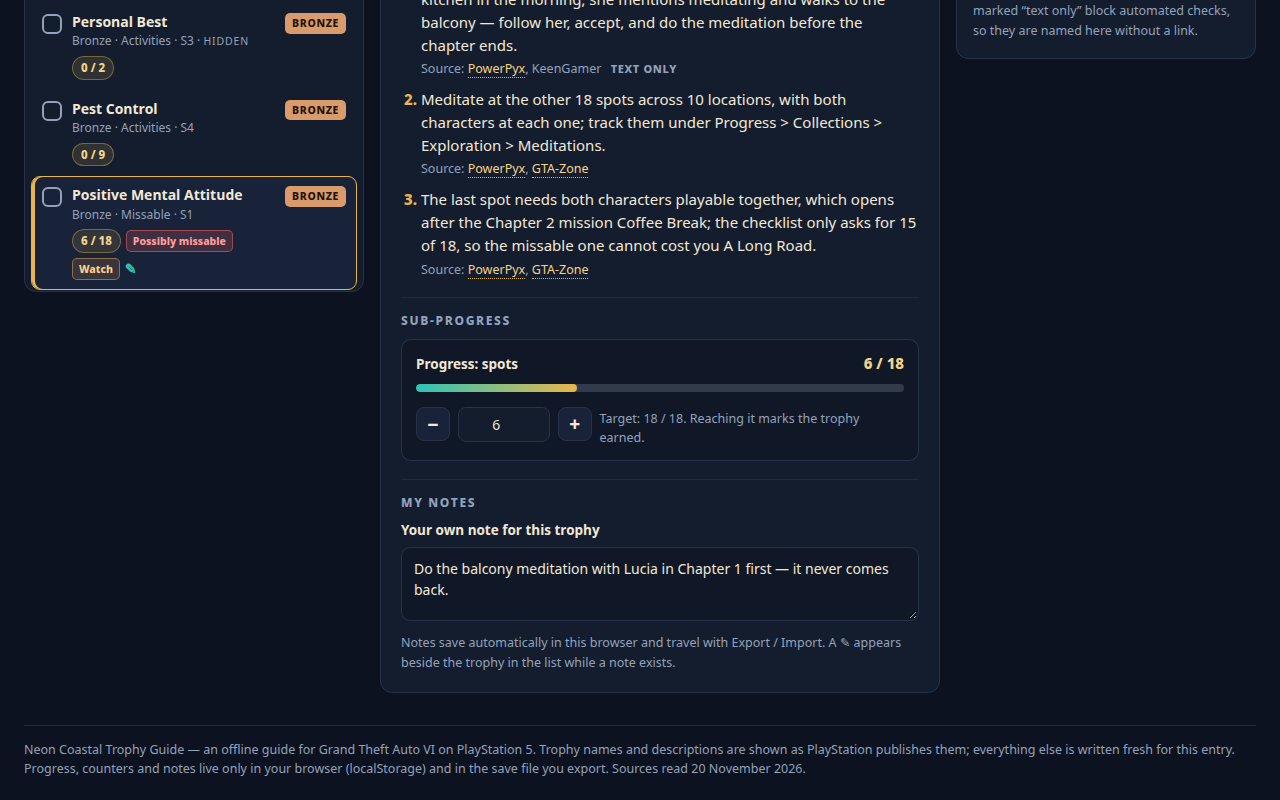 Personal Best
BRONZE
Bronze · Activities · S3 · HIDDEN
0 / 2
Pest Control
BRONZE
Bronze · Activities · S4
0 / 9
Positive Mental Attitude
BRONZE
Bronze · Missable · S1
6 / 18
Possibly missable
Watch ✎
kitchen in the morning, she mentions meditating and walks to the
balcony — follow her, accept, and do the meditation before the
chapter ends.
Source: PowerPyx, KeenGamer TEXT ONLY
2. Meditate at the other 18 spots across 10 locations, with both
characters at each one; track them under Progress > Collections >
Exploration > Meditations.
Source: PowerPyx, GTA-Zone
3. The last spot needs both characters playable together, which opens
after the Chapter 2 mission Coffee Break; the checklist only asks for 15
of 18, so the missable one cannot cost you A Long Road.
Source: PowerPyx, GTA-Zone
SUB-PROGRESS
Progress: spots
6 / 18
− 6 +
Target: 18 / 18. Reaching it marks the trophy
earned.
MY NOTES
Your own note for this trophy
Do the balcony meditation with Lucia in Chapter 1 first — it never comes
back.
Notes save automatically in this browser and travel with Export / Import. A ✎ appears
beside the trophy in the list while a note exists.
marked “text only” block automated checks,
so they are named here without a link.
Neon Coastal Trophy Guide — an offline guide for Grand Theft Auto VI on PlayStation 5. Trophy names and descriptions are shown as PlayStation publishes them; everything else is written fresh for this entry.
Progress, counters and notes live only in your browser (localStorage) and in the save file you export. Sources read 20 November 2026.